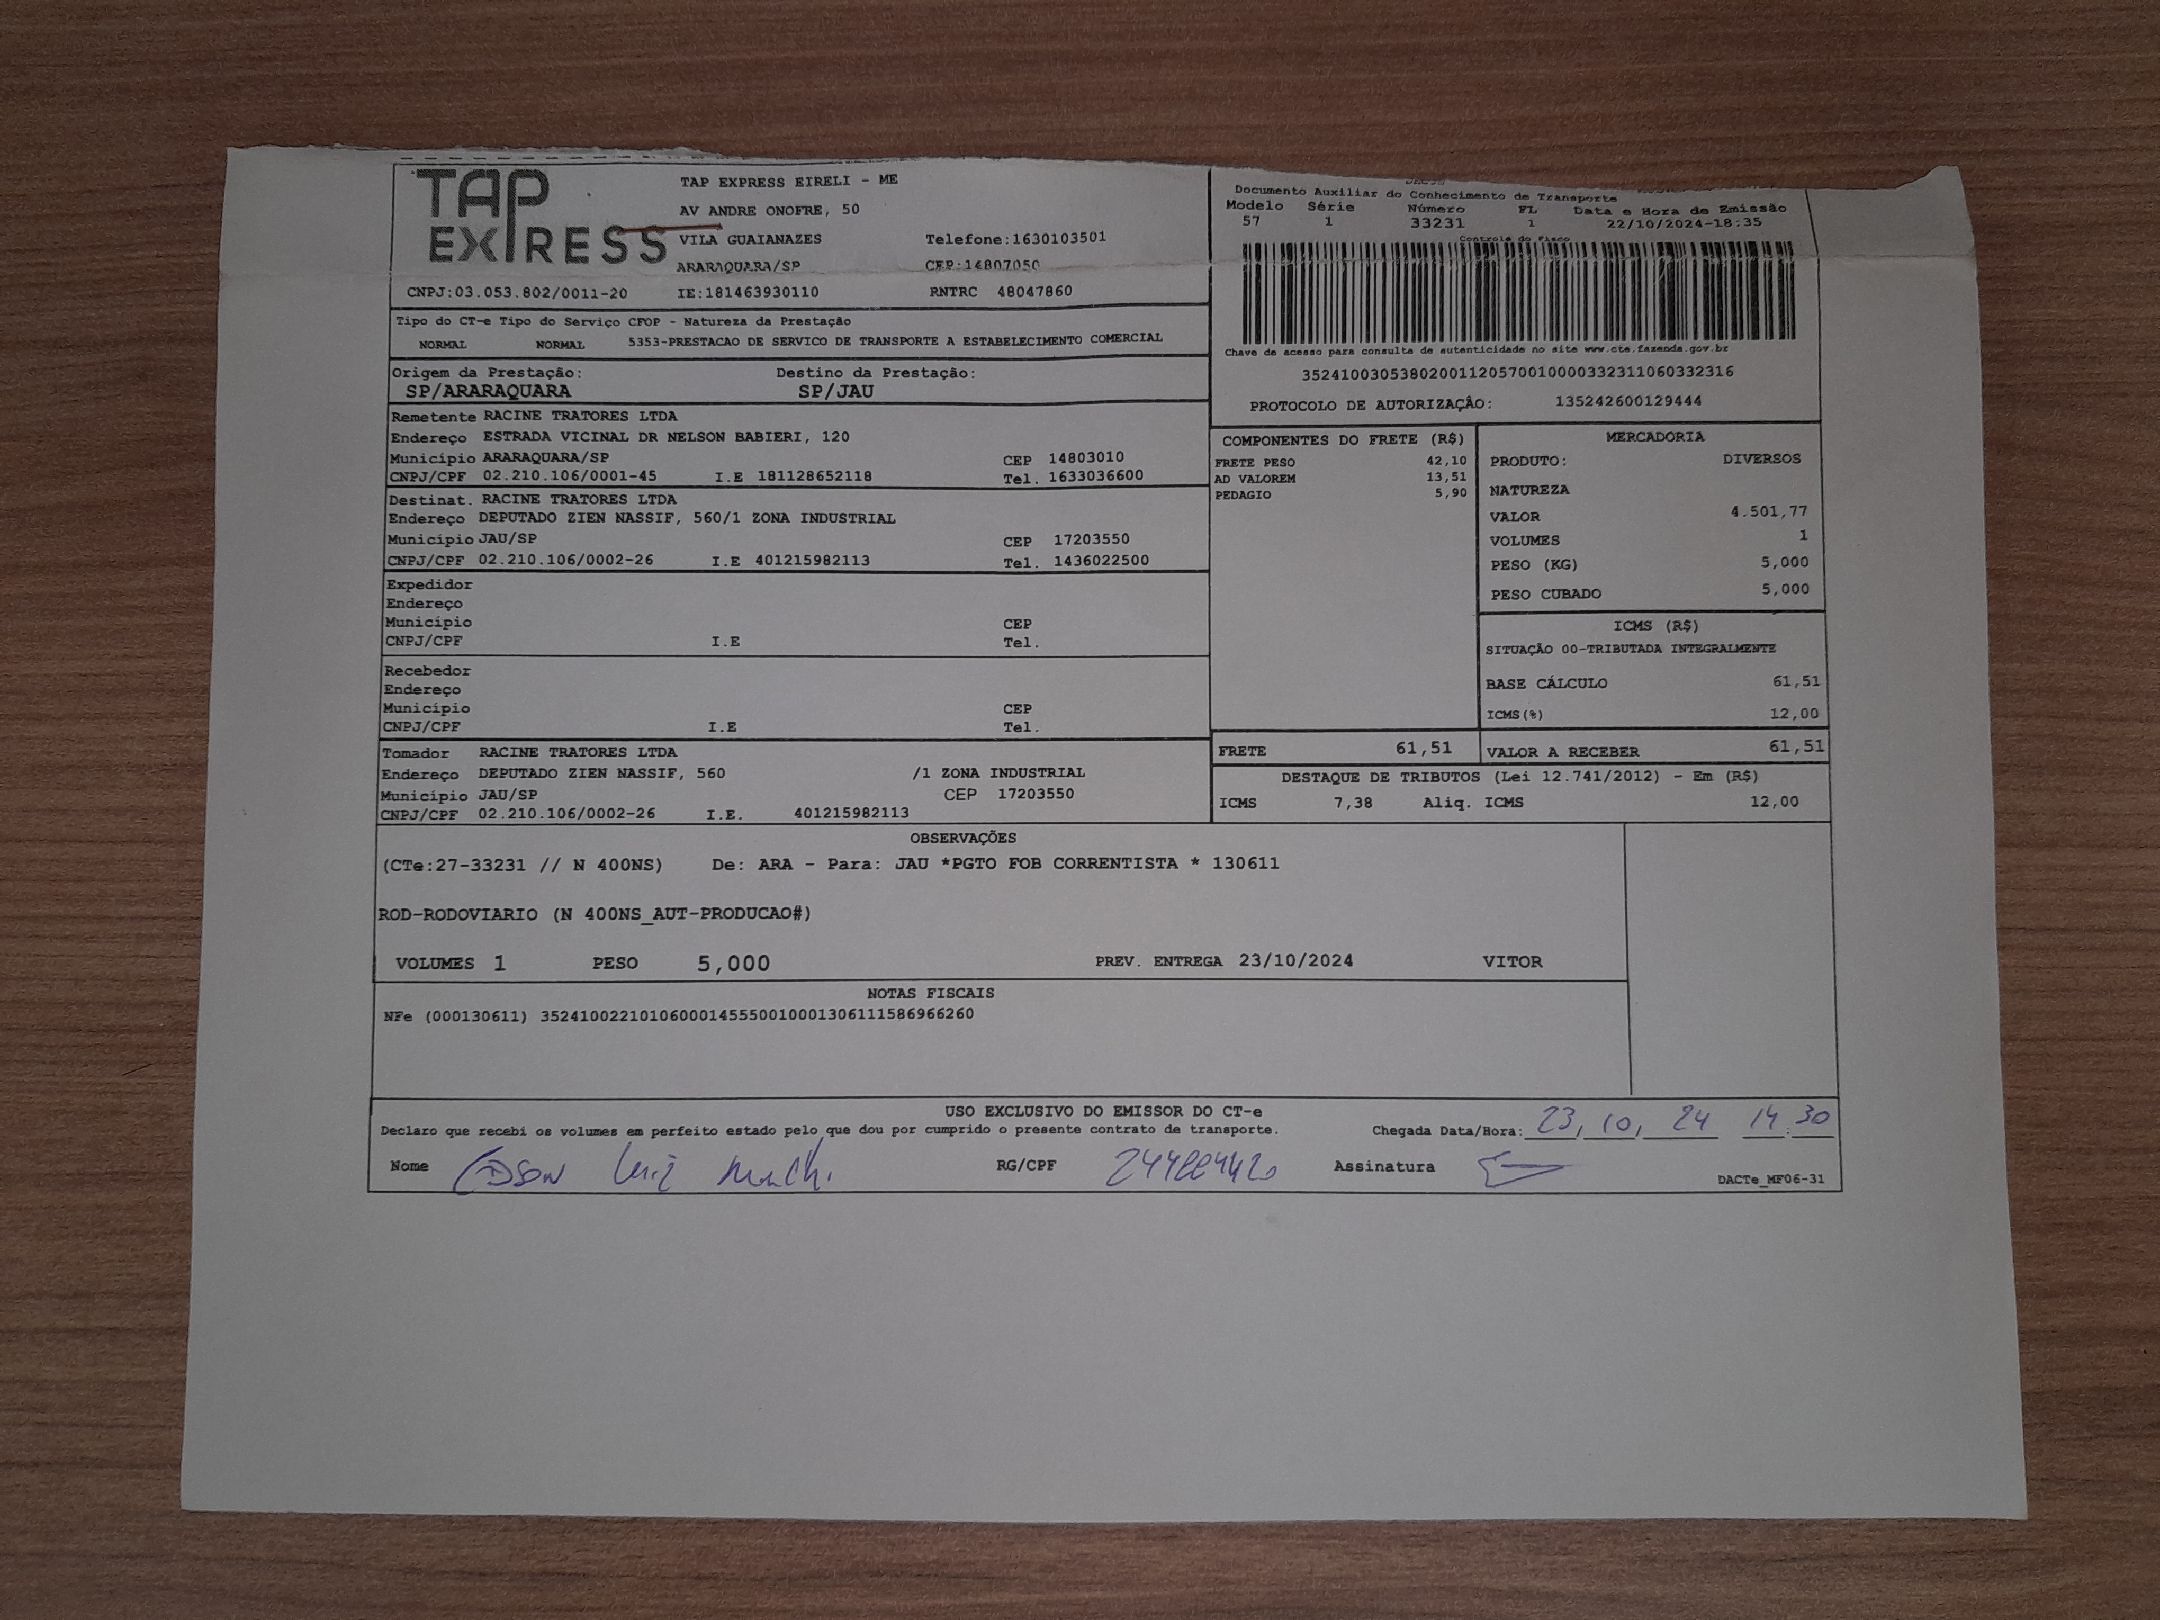 TAP
EXPRESS
TAP EXPRESS EIRELI - ME
AV ANDRE ONOFRE, 50
VILA GUAIANAZES Telefone:1630103501
ARARAQUARA/SP CEP:14807050
CNPJ:03.053.802/0011-20 IE:181463930110 RNTRC 48047860
Documento Auxiliar do Conhecimento de Transporte
Modelo Série Número FL Data e Hora de Emissão
57 1 33231 1 22/10/2024-18:35
Controle do Fisco
Chave de acesso para consulta de autenticidade no site www.cte.fazenda.gov.br
35241003053802001120570010000332311060332316
PROTOCOLO DE AUTORIZAÇÂO: 135242600129444
Tipo do CT-e Tipo do Serviço CFOP - Natureza da Prestação
NORMAL NORMAL 5353-PRESTACAO DE SERVICO DE TRANSPORTE A ESTABELECIMENTO COMERCIAL
Origem da Prestação: Destino da Prestação:
SP/ARARAQUARA SP/JAU
Remetente RACINE TRATORES LTDA
Endereço ESTRADA VICINAL DR NELSON BABIERI, 120
Município ARARAQUARA/SP CEP 14803010
CNPJ/CPF 02.210.106/0001-45 I.E 181128652118 Tel. 1633036600
Destinat. RACINE TRATORES LTDA
Endereço DEPUTADO ZIEN NASSIF, 560/1 ZONA INDUSTRIAL
Município JAU/SP CEP 17203550
CNPJ/CPF 02.210.106/0002-26 I.E 401215982113 Tel. 1436022500
Expedidor
Endereço
Município CEP
CNPJ/CPF I.E Tel.
Recebedor
Endereço
Município CEP
CNPJ/CPF I.E Tel.
Tomador RACINE TRATORES LTDA
Endereço DEPUTADO ZIEN NASSIF, 560 /1 ZONA INDUSTRIAL
Município JAU/SP CEP 17203550
CNPJ/CPF 02.210.106/0002-26 I.E. 401215982113
COMPONENTES DO FRETE (R$)
FRETE PESO 42,10
AD VALOREM 13,51
PEDAGIO 5,90
MERCADORIA
PRODUTO: DIVERSOS
NATUREZA
VALOR 4.501,77
VOLUMES 1
PESO (KG) 5,000
PESO CUBADO 5,000
ICMS (R$)
SITUAÇÃO 00-TRIBUTADA INTEGRALMENTE
BASE CÁLCULO 61,51
ICMS(%) 12,00
FRETE 61,51 VALOR A RECEBER 61,51
DESTAQUE DE TRIBUTOS (Lei 12.741/2012) - Em (R$)
ICMS 7,38 Aliq. ICMS 12,00
OBSERVAÇÕES
(CTe:27-33231 // N 400NS) De: ARA - Para: JAU *PGTO FOB CORRENTISTA * 130611
ROD-RODOVIARIO (N 400NS_AUT-PRODUCAO#)
VOLUMES 1 PESO 5,000 PREV. ENTREGA 23/10/2024 VITOR
NOTAS FISCAIS
NFe (000130611) 35241002210106000145550010001306111586966260
USO EXCLUSIVO DO EMISSOR DO CT-e
Declaro que recebi os volumes em perfeito estado pelo que dou por cumprido o presente contrato de transporte. Chegada Data/Hora: 23, 10, 24 14:30
Nome Edson Luiz RG/CPF Assinatura
DACTe_MF06-31